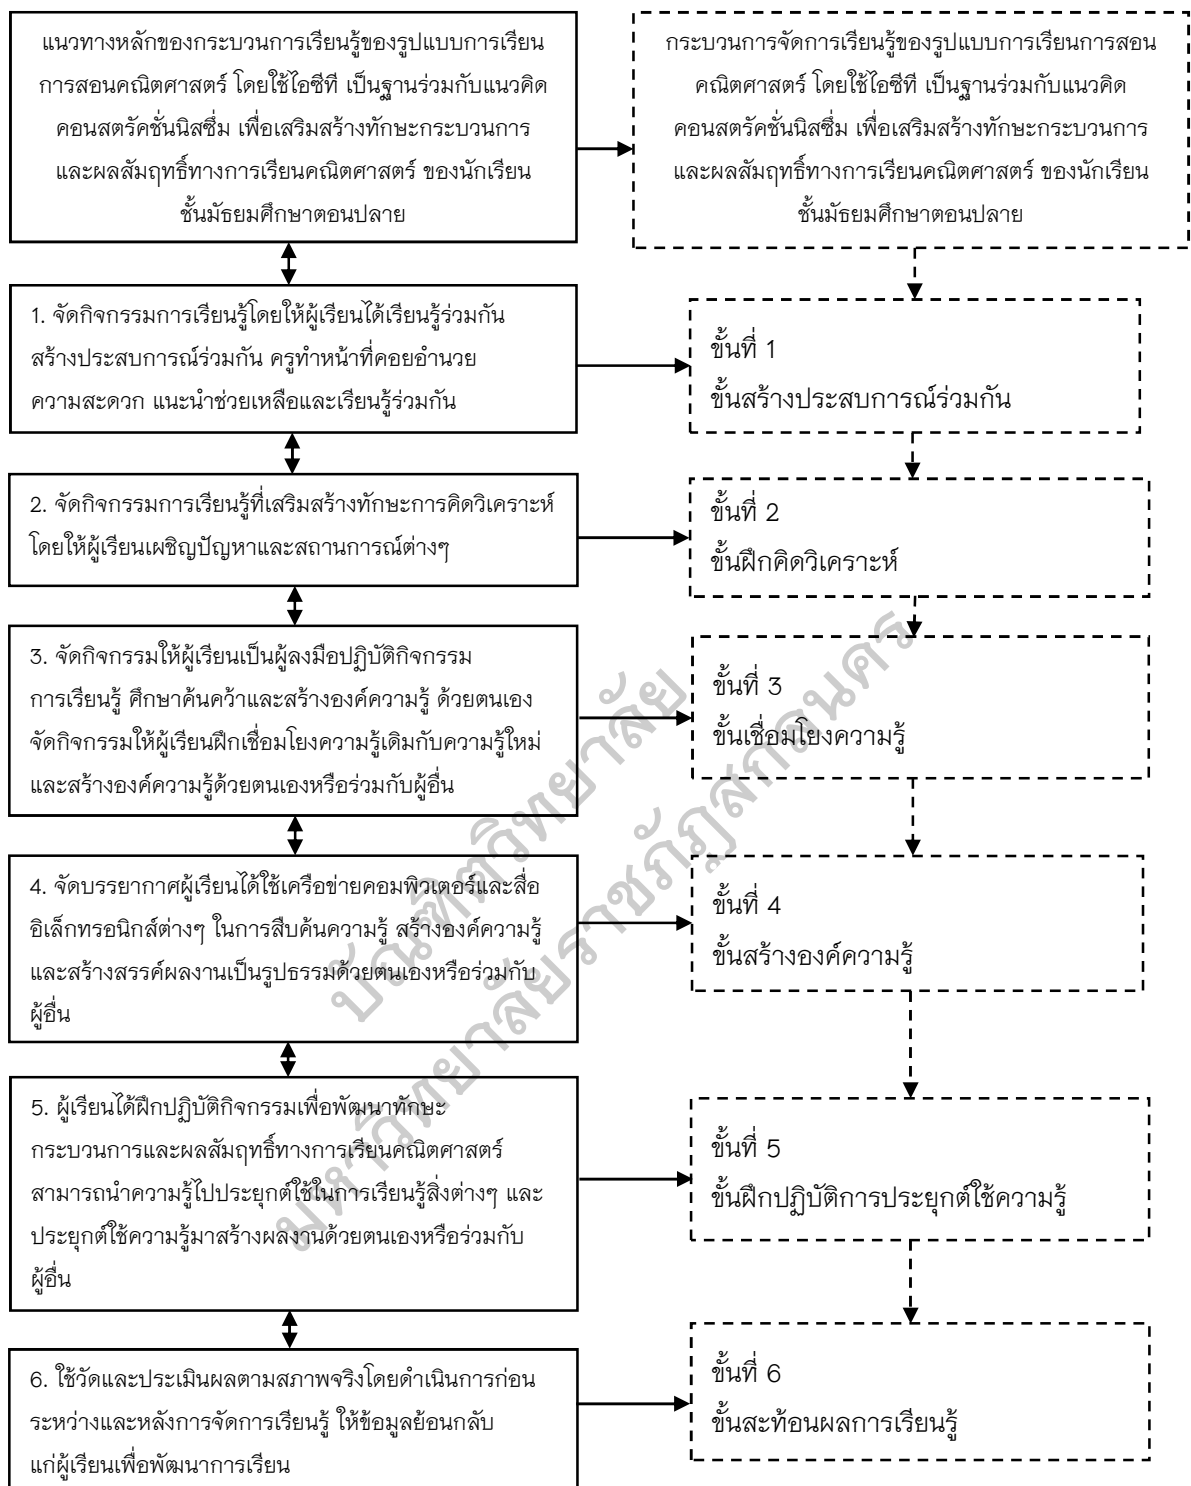 แนวทางหลักของกระบวนการเรียนรู้ของรูปแบบการเรียน
การสอนคณิตศาสตร์ โดยใช้ไอซีที เป็นฐานร่วมกับแนวคิด
คอนสตรัคชั่นนิสซึ่ม เพื่อเสริมสร้างทักษะกระบวนการ
และผลสัมฤทธิ์ทางการเรียนคณิตศาสตร์ ของนักเรียน
ชั้นมัธยมศึกษาตอนปลาย
กระบวนการจัดการเรียนรู้ของรูปแบบการเรียนการสอน
คณิตศาสตร์ โดยใช้ไอซีที เป็นฐานร่วมกับแนวคิด
คอนสตรัคชั่นนิสซึ่ม เพื่อเสริมสร้างทักษะกระบวนการ
และผลสัมฤทธิ์ทางการเรียนคณิตศาสตร์ ของนักเรียน
ชั้นมัธยมศึกษาตอนปลาย
1. จัดกิจกรรมการเรียนรู้โดยให้ผู้เรียนได้เรียนรู้ร่วมกัน
สร้างประสบการณ์ร่วมกัน ครูทำหน้าที่คอยอำนวย
ความสะดวก แนะนำช่วยเหลือและเรียนรู้ร่วมกัน
ขั้นที่ 1
ขั้นสร้างประสบการณ์ร่วมกัน
2. จัดกิจกรรมการเรียนรู้ที่เสริมสร้างทักษะการคิดวิเคราะห์
โดยให้ผู้เรียนเผชิญปัญหาและสถานการณ์ต่างๆ
ขั้นที่ 2
ขั้นฝึกคิดวิเคราะห์
3. จัดกิจกรรมให้ผู้เรียนเป็นผู้ลงมือปฏิบัติกิจกรรม
การเรียนรู้ ศึกษาค้นคว้าและสร้างองค์ความรู้ ด้วยตนเอง
จัดกิจกรรมให้ผู้เรียนฝึกเชื่อมโยงความรู้เดิมกับความรู้ใหม่
และสร้างองค์ความรู้ด้วยตนเองหรือร่วมกับผู้อื่น
ขั้นที่ 3
ขั้นเชื่อมโยงความรู้
4. จัดบรรยากาศผู้เรียนได้ใช้เครือข่ายคอมพิวเตอร์และสื่อ
อิเล็กทรอนิกส์ต่างๆ ในการสืบค้นความรู้ สร้างองค์ความรู้
และสร้างสรรค์ผลงานเป็นรูปธรรมด้วยตนเองหรือร่วมกับ
ผู้อื่น
ขั้นที่ 4
ขั้นสร้างองค์ความรู้
5. ผู้เรียนได้ฝึกปฏิบัติกิจกรรมเพื่อพัฒนาทักษะ
กระบวนการและผลสัมฤทธิ์ทางการเรียนคณิตศาสตร์
สามารถนำความรู้ไปประยุกต์ใช้ในการเรียนรู้สิ่งต่างๆ และ
ประยุกต์ใช้ความรู้มาสร้างผลงานด้วยตนเองหรือร่วมกับ
ผู้อื่น
ขั้นที่ 5
ขั้นฝึกปฏิบัติการประยุกต์ใช้ความรู้
6. ใช้วัดและประเมินผลตามสภาพจริงโดยดำเนินการก่อน
ระหว่างและหลังการจัดการเรียนรู้ ให้ข้อมูลย้อนกลับ
แก่ผู้เรียนเพื่อพัฒนาการเรียน
ขั้นที่ 6
ขั้นสะท้อนผลการเรียนรู้
บัณฑิตวิทยาลัย
มหาวิทยาลัยราชภัฏสกลนคร